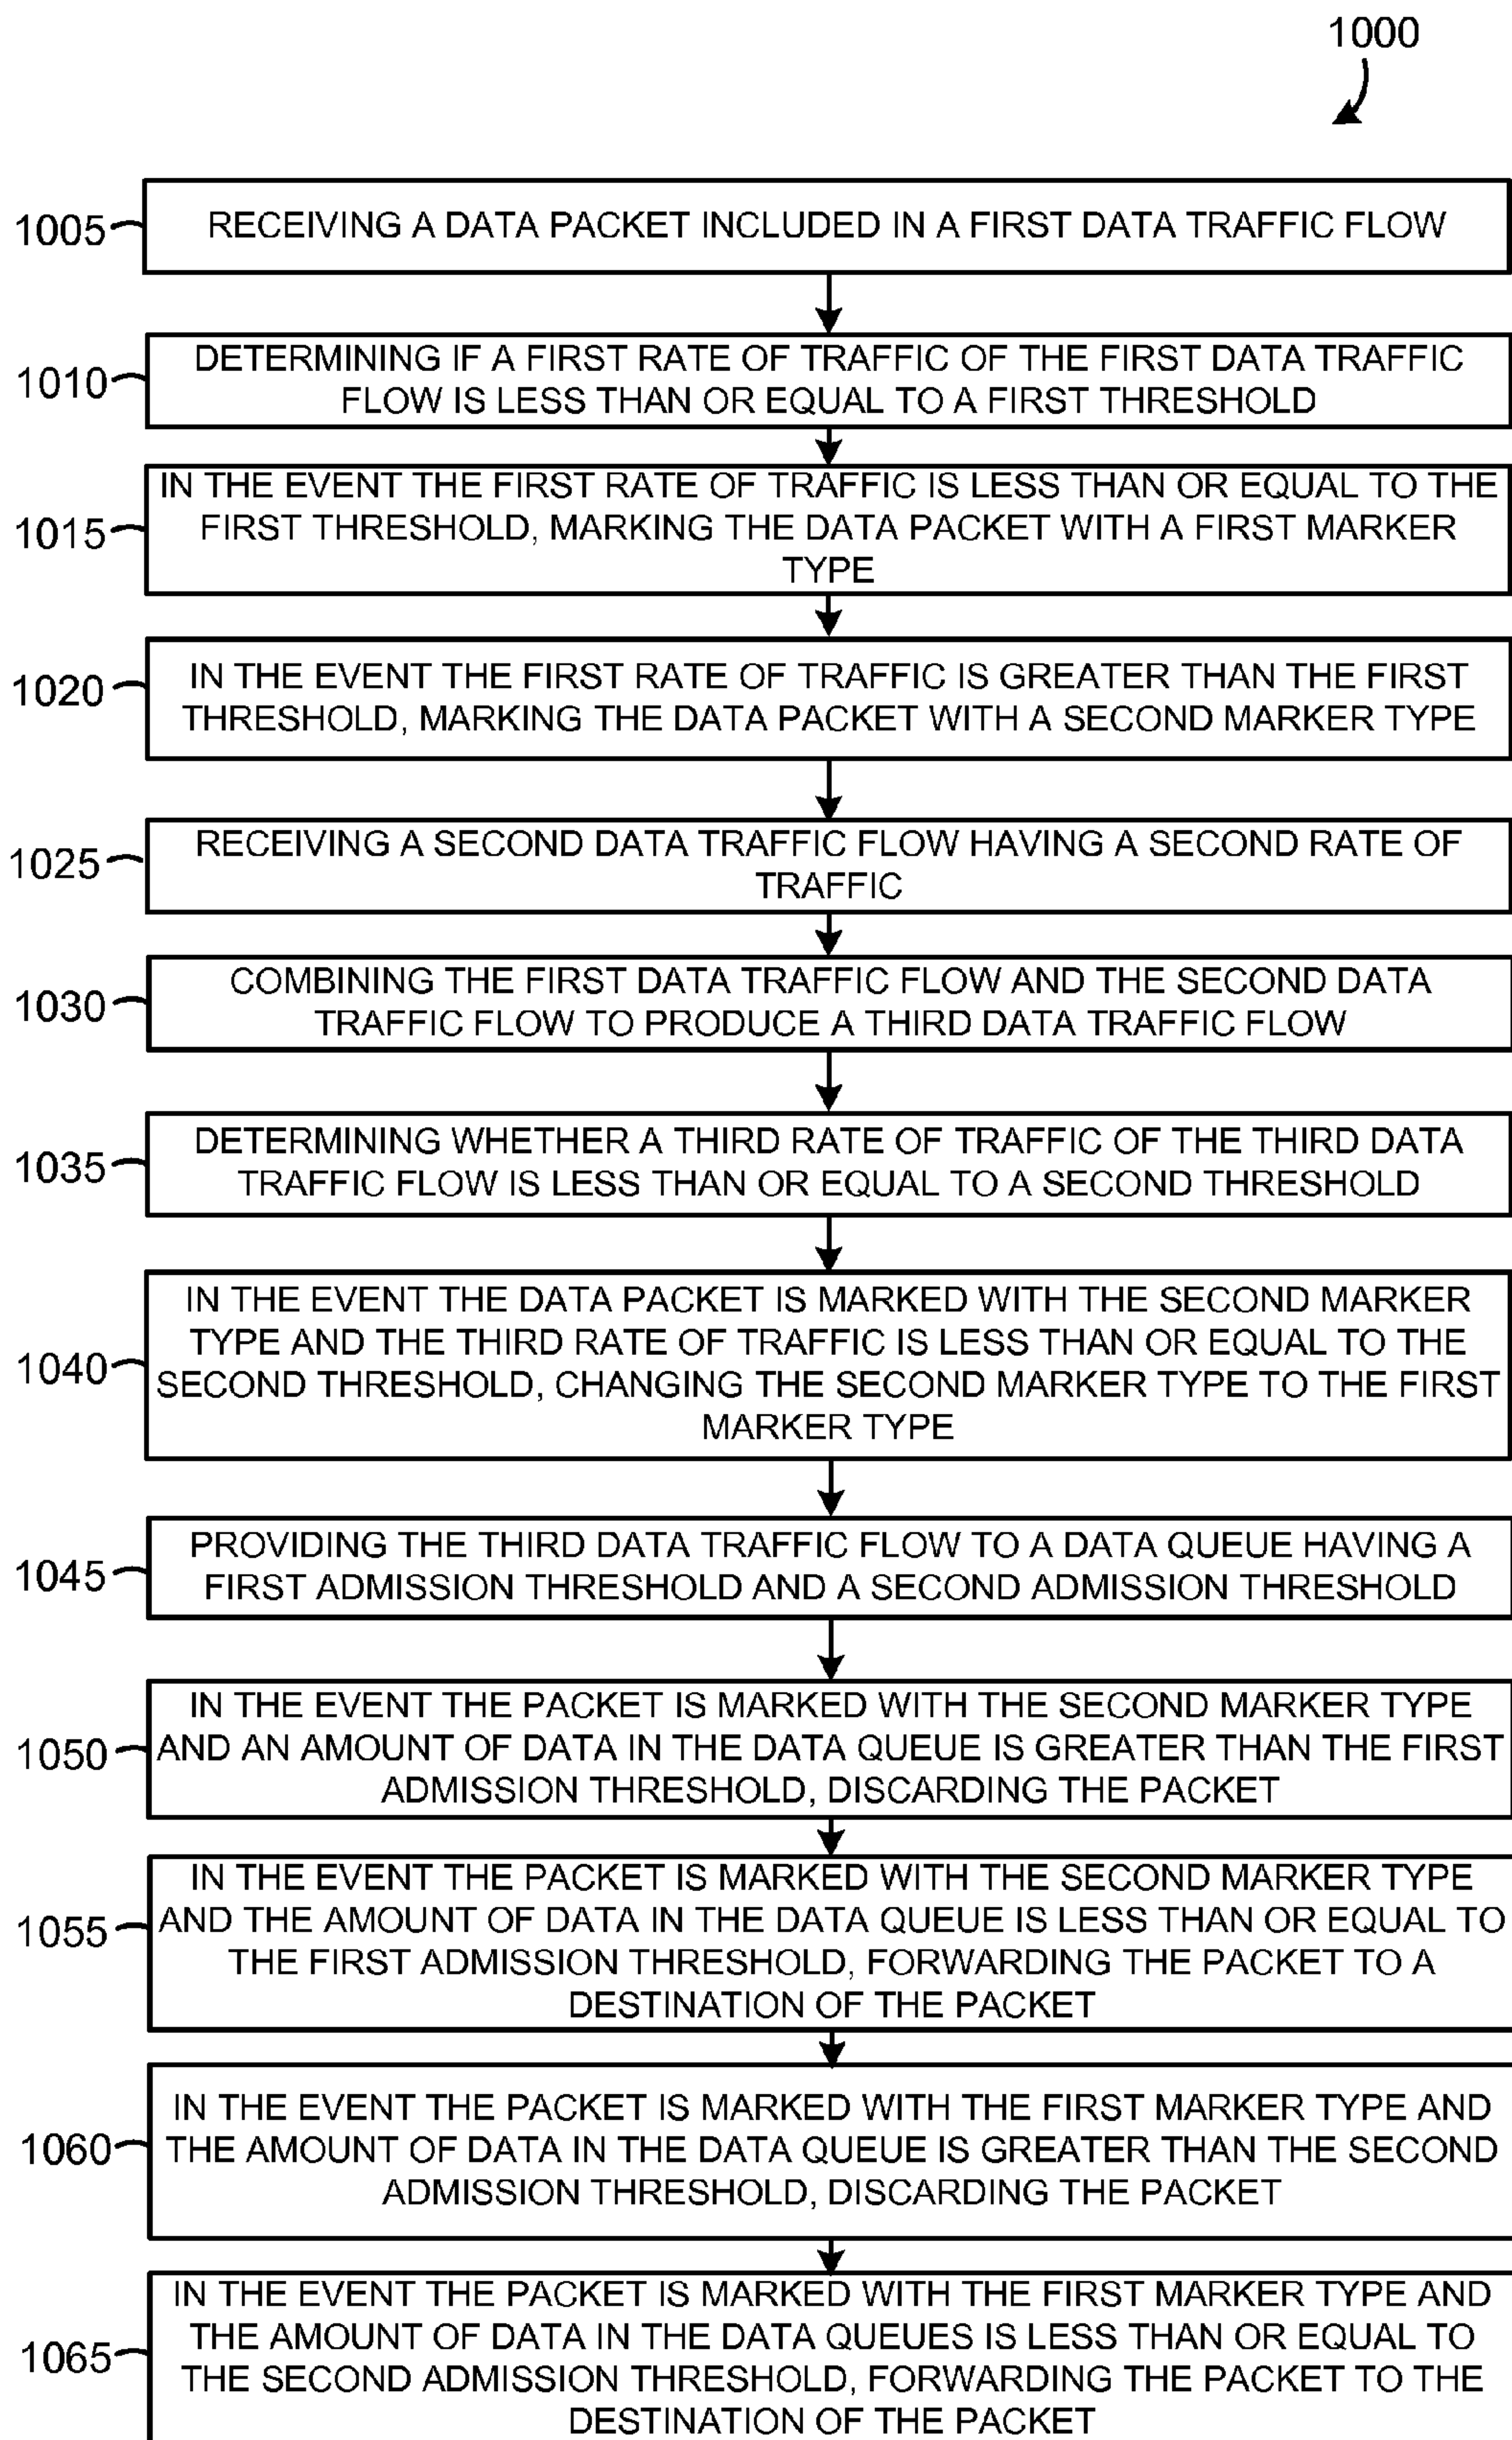 1000
1005
RECEIVING A DATA PACKET INCLUDED IN A FIRST DATA TRAFFIC FLOW
1010
DETERMINING IF A FIRST RATE OF TRAFFIC OF THE FIRST DATA TRAFFIC
FLOW IS LESS THAN OR EQUAL TO A FIRST THRESHOLD
1015
IN THE EVENT THE FIRST RATE OF TRAFFIC IS LESS THAN OR EQUAL TO THE
FIRST THRESHOLD, MARKING THE DATA PACKET WITH A FIRST MARKER
TYPE
1020
IN THE EVENT THE FIRST RATE OF TRAFFIC IS GREATER THAN THE FIRST
THRESHOLD, MARKING THE DATA PACKET WITH A SECOND MARKER TYPE
1025
RECEIVING A SECOND DATA TRAFFIC FLOW HAVING A SECOND RATE OF
TRAFFIC
1030
COMBINING THE FIRST DATA TRAFFIC FLOW AND THE SECOND DATA
TRAFFIC FLOW TO PRODUCE A THIRD DATA TRAFFIC FLOW
1035
DETERMINING WHETHER A THIRD RATE OF TRAFFIC OF THE THIRD DATA
TRAFFIC FLOW IS LESS THAN OR EQUAL TO A SECOND THRESHOLD
1040
IN THE EVENT THE DATA PACKET IS MARKED WITH THE SECOND MARKER
TYPE AND THE THIRD RATE OF TRAFFIC IS LESS THAN OR EQUAL TO THE
SECOND THRESHOLD, CHANGING THE SECOND MARKER TYPE TO THE FIRST
MARKER TYPE
1045
PROVIDING THE THIRD DATA TRAFFIC FLOW TO A DATA QUEUE HAVING A
FIRST ADMISSION THRESHOLD AND A SECOND ADMISSION THRESHOLD
1050
IN THE EVENT THE PACKET IS MARKED WITH THE SECOND MARKER TYPE
AND AN AMOUNT OF DATA IN THE DATA QUEUE IS GREATER THAN THE FIRST
ADMISSION THRESHOLD, DISCARDING THE PACKET
1055
IN THE EVENT THE PACKET IS MARKED WITH THE SECOND MARKER TYPE
AND THE AMOUNT OF DATA IN THE DATA QUEUE IS LESS THAN OR EQUAL TO
THE FIRST ADMISSION THRESHOLD, FORWARDING THE PACKET TO A
DESTINATION OF THE PACKET
1060
IN THE EVENT THE PACKET IS MARKED WITH THE FIRST MARKER TYPE AND
THE AMOUNT OF DATA IN THE DATA QUEUE IS GREATER THAN THE SECOND
ADMISSION THRESHOLD, DISCARDING THE PACKET
1065
IN THE EVENT THE PACKET IS MARKED WITH THE FIRST MARKER TYPE AND
THE AMOUNT OF DATA IN THE DATA QUEUES IS LESS THAN OR EQUAL TO
THE SECOND ADMISSION THRESHOLD, FORWARDING THE PACKET TO THE
DESTINATION OF THE PACKET